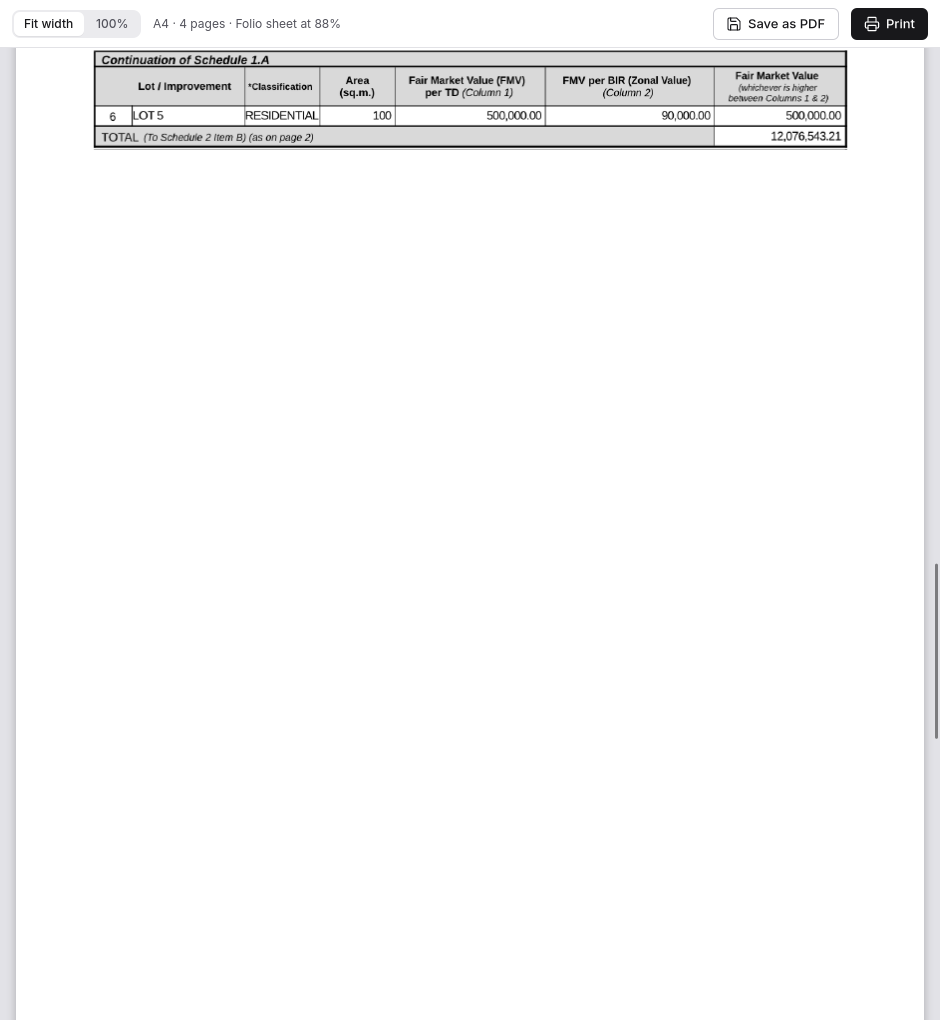 Fit width 100% A4 · 4 pages · Folio sheet at 88% Save as PDF Print
Continuation of Schedule 1.A
Lot / Improvement *Classification Area (sq.m.) Fair Market Value (FMV) per TD (Column 1) FMV per BIR (Zonal Value) (Column 2) Fair Market Value (whichever is higher between Columns 1 & 2)
6 LOT 5 RESIDENTIAL 100 500,000.00 90,000.00 500,000.00
TOTAL (To Schedule 2 Item B) (as on page 2) 12,076,543.21